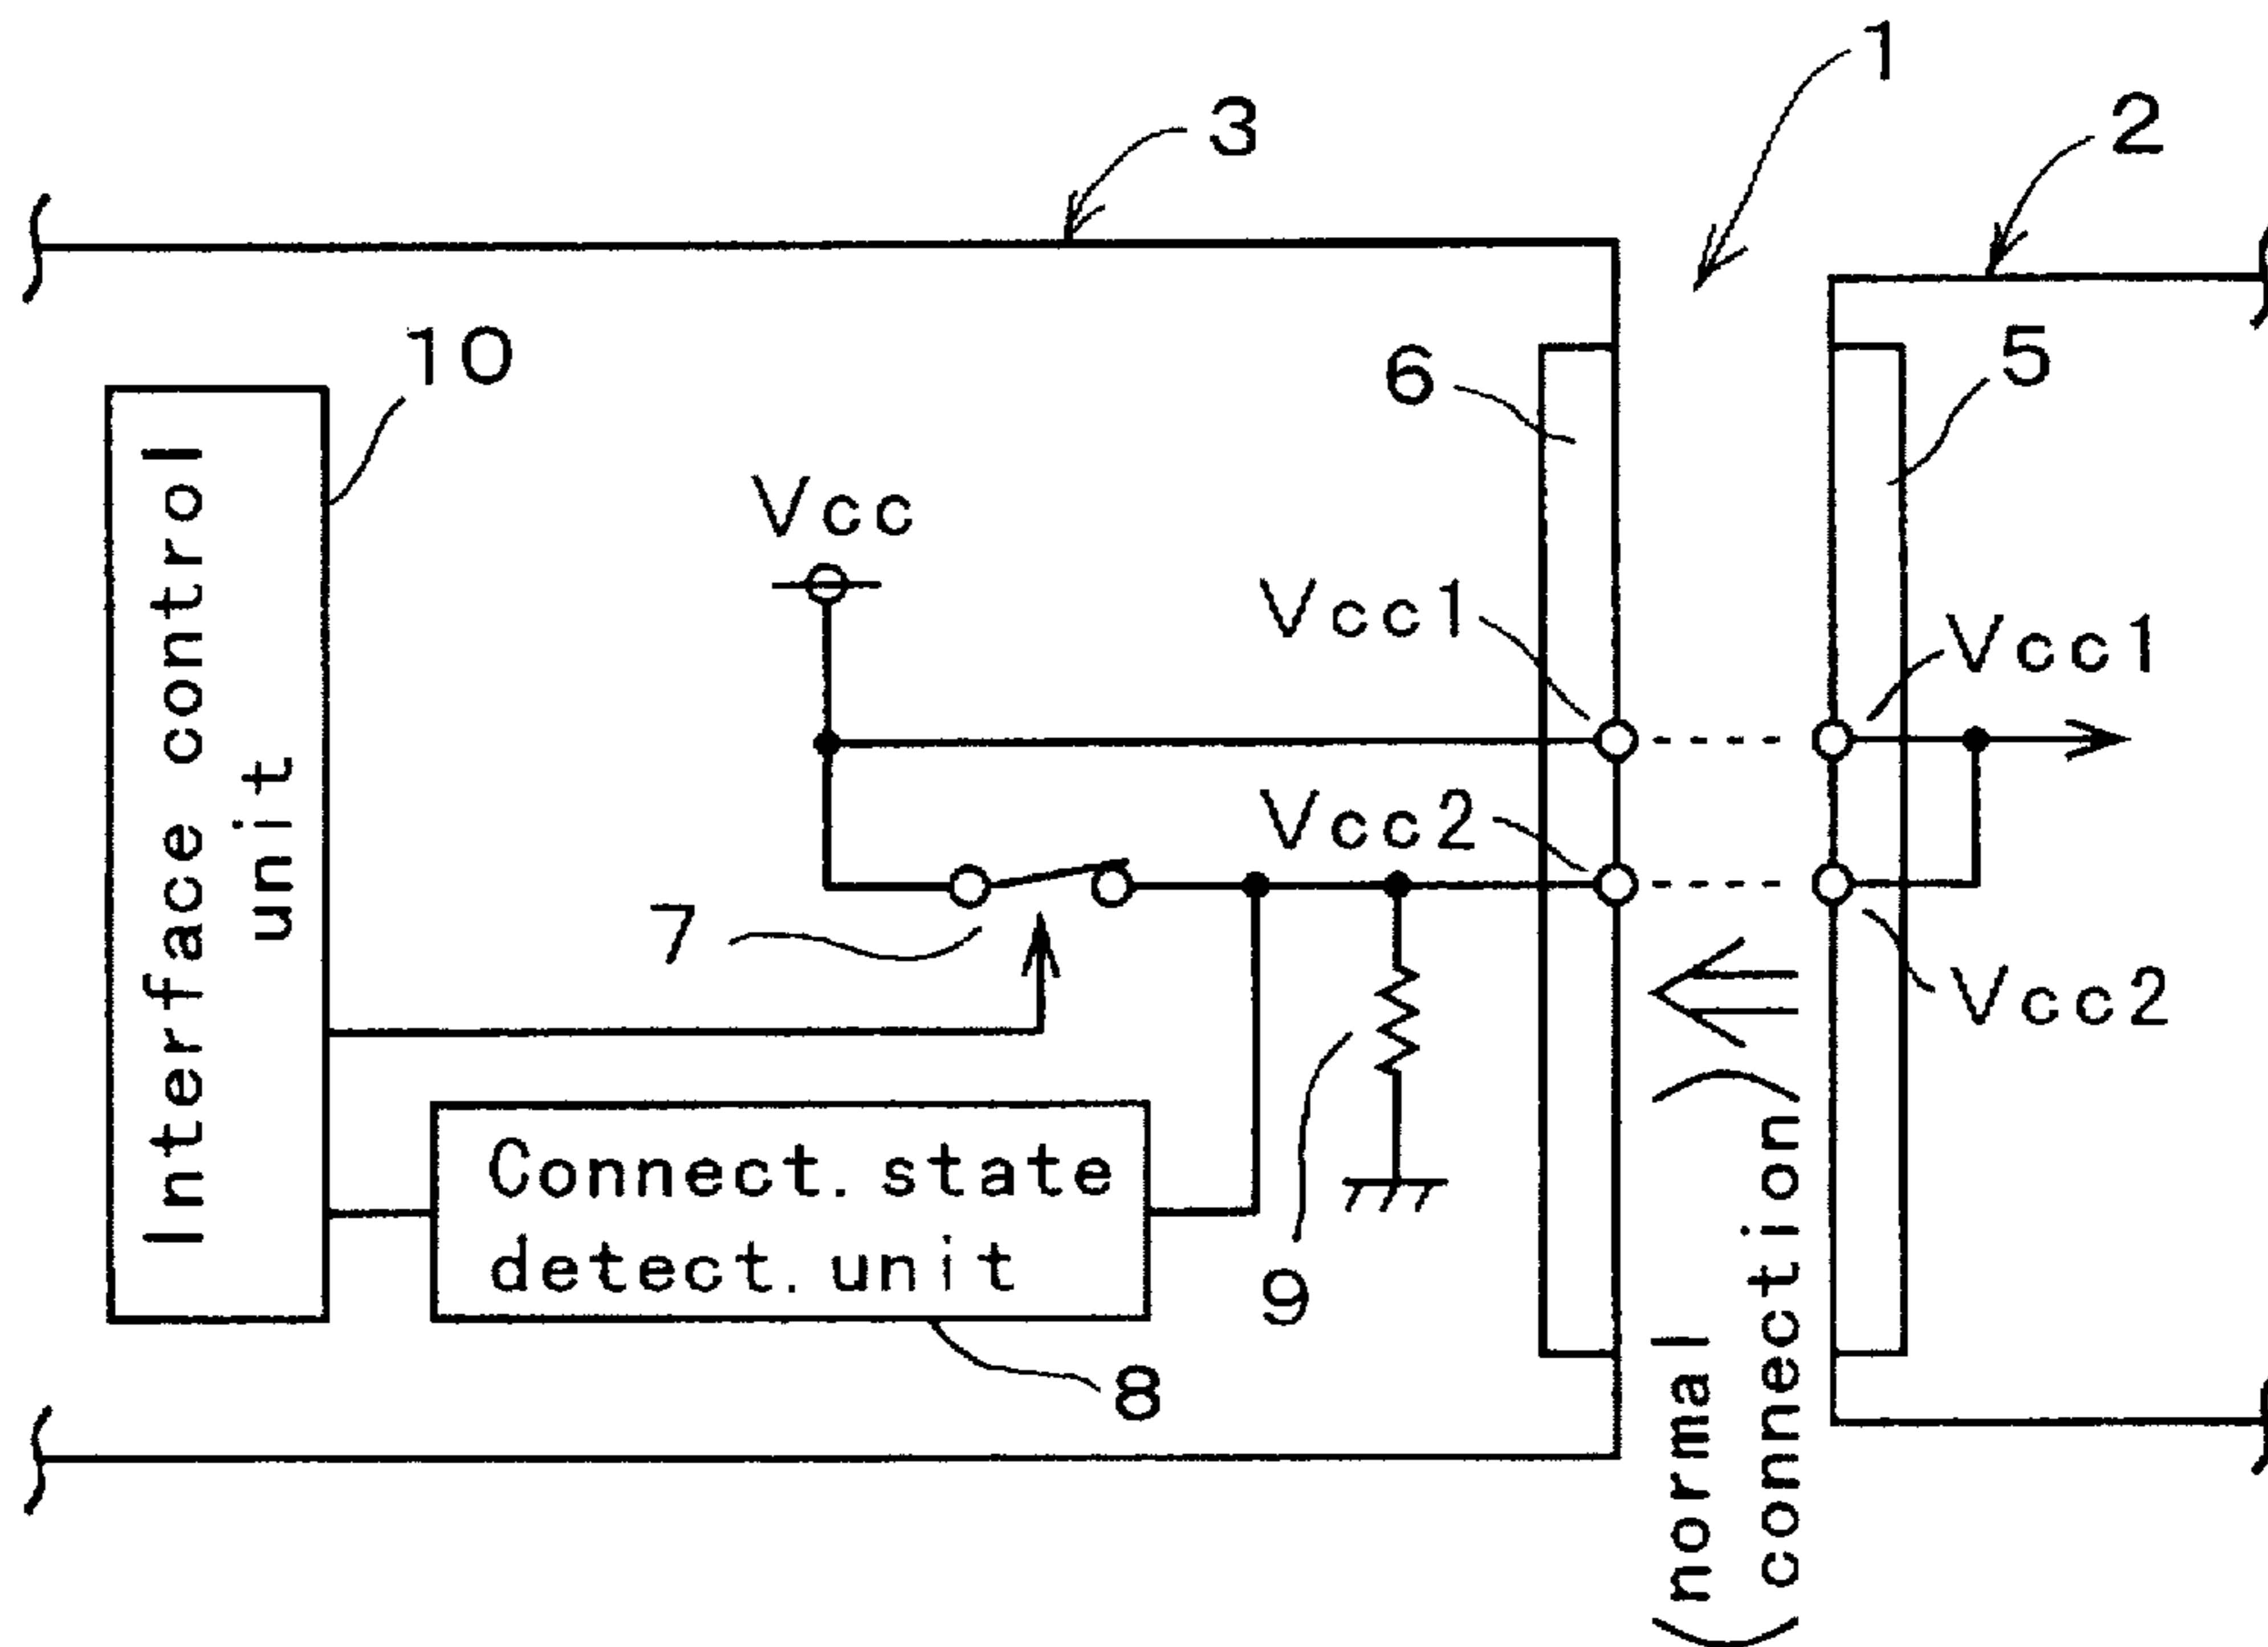 1
3
2
10
6
5
Vcc
Vcc1
Vcc1
Vcc2
Vcc2
7
Interface control
unit
Connect. state
detect. unit
9
8
(normal
connection)